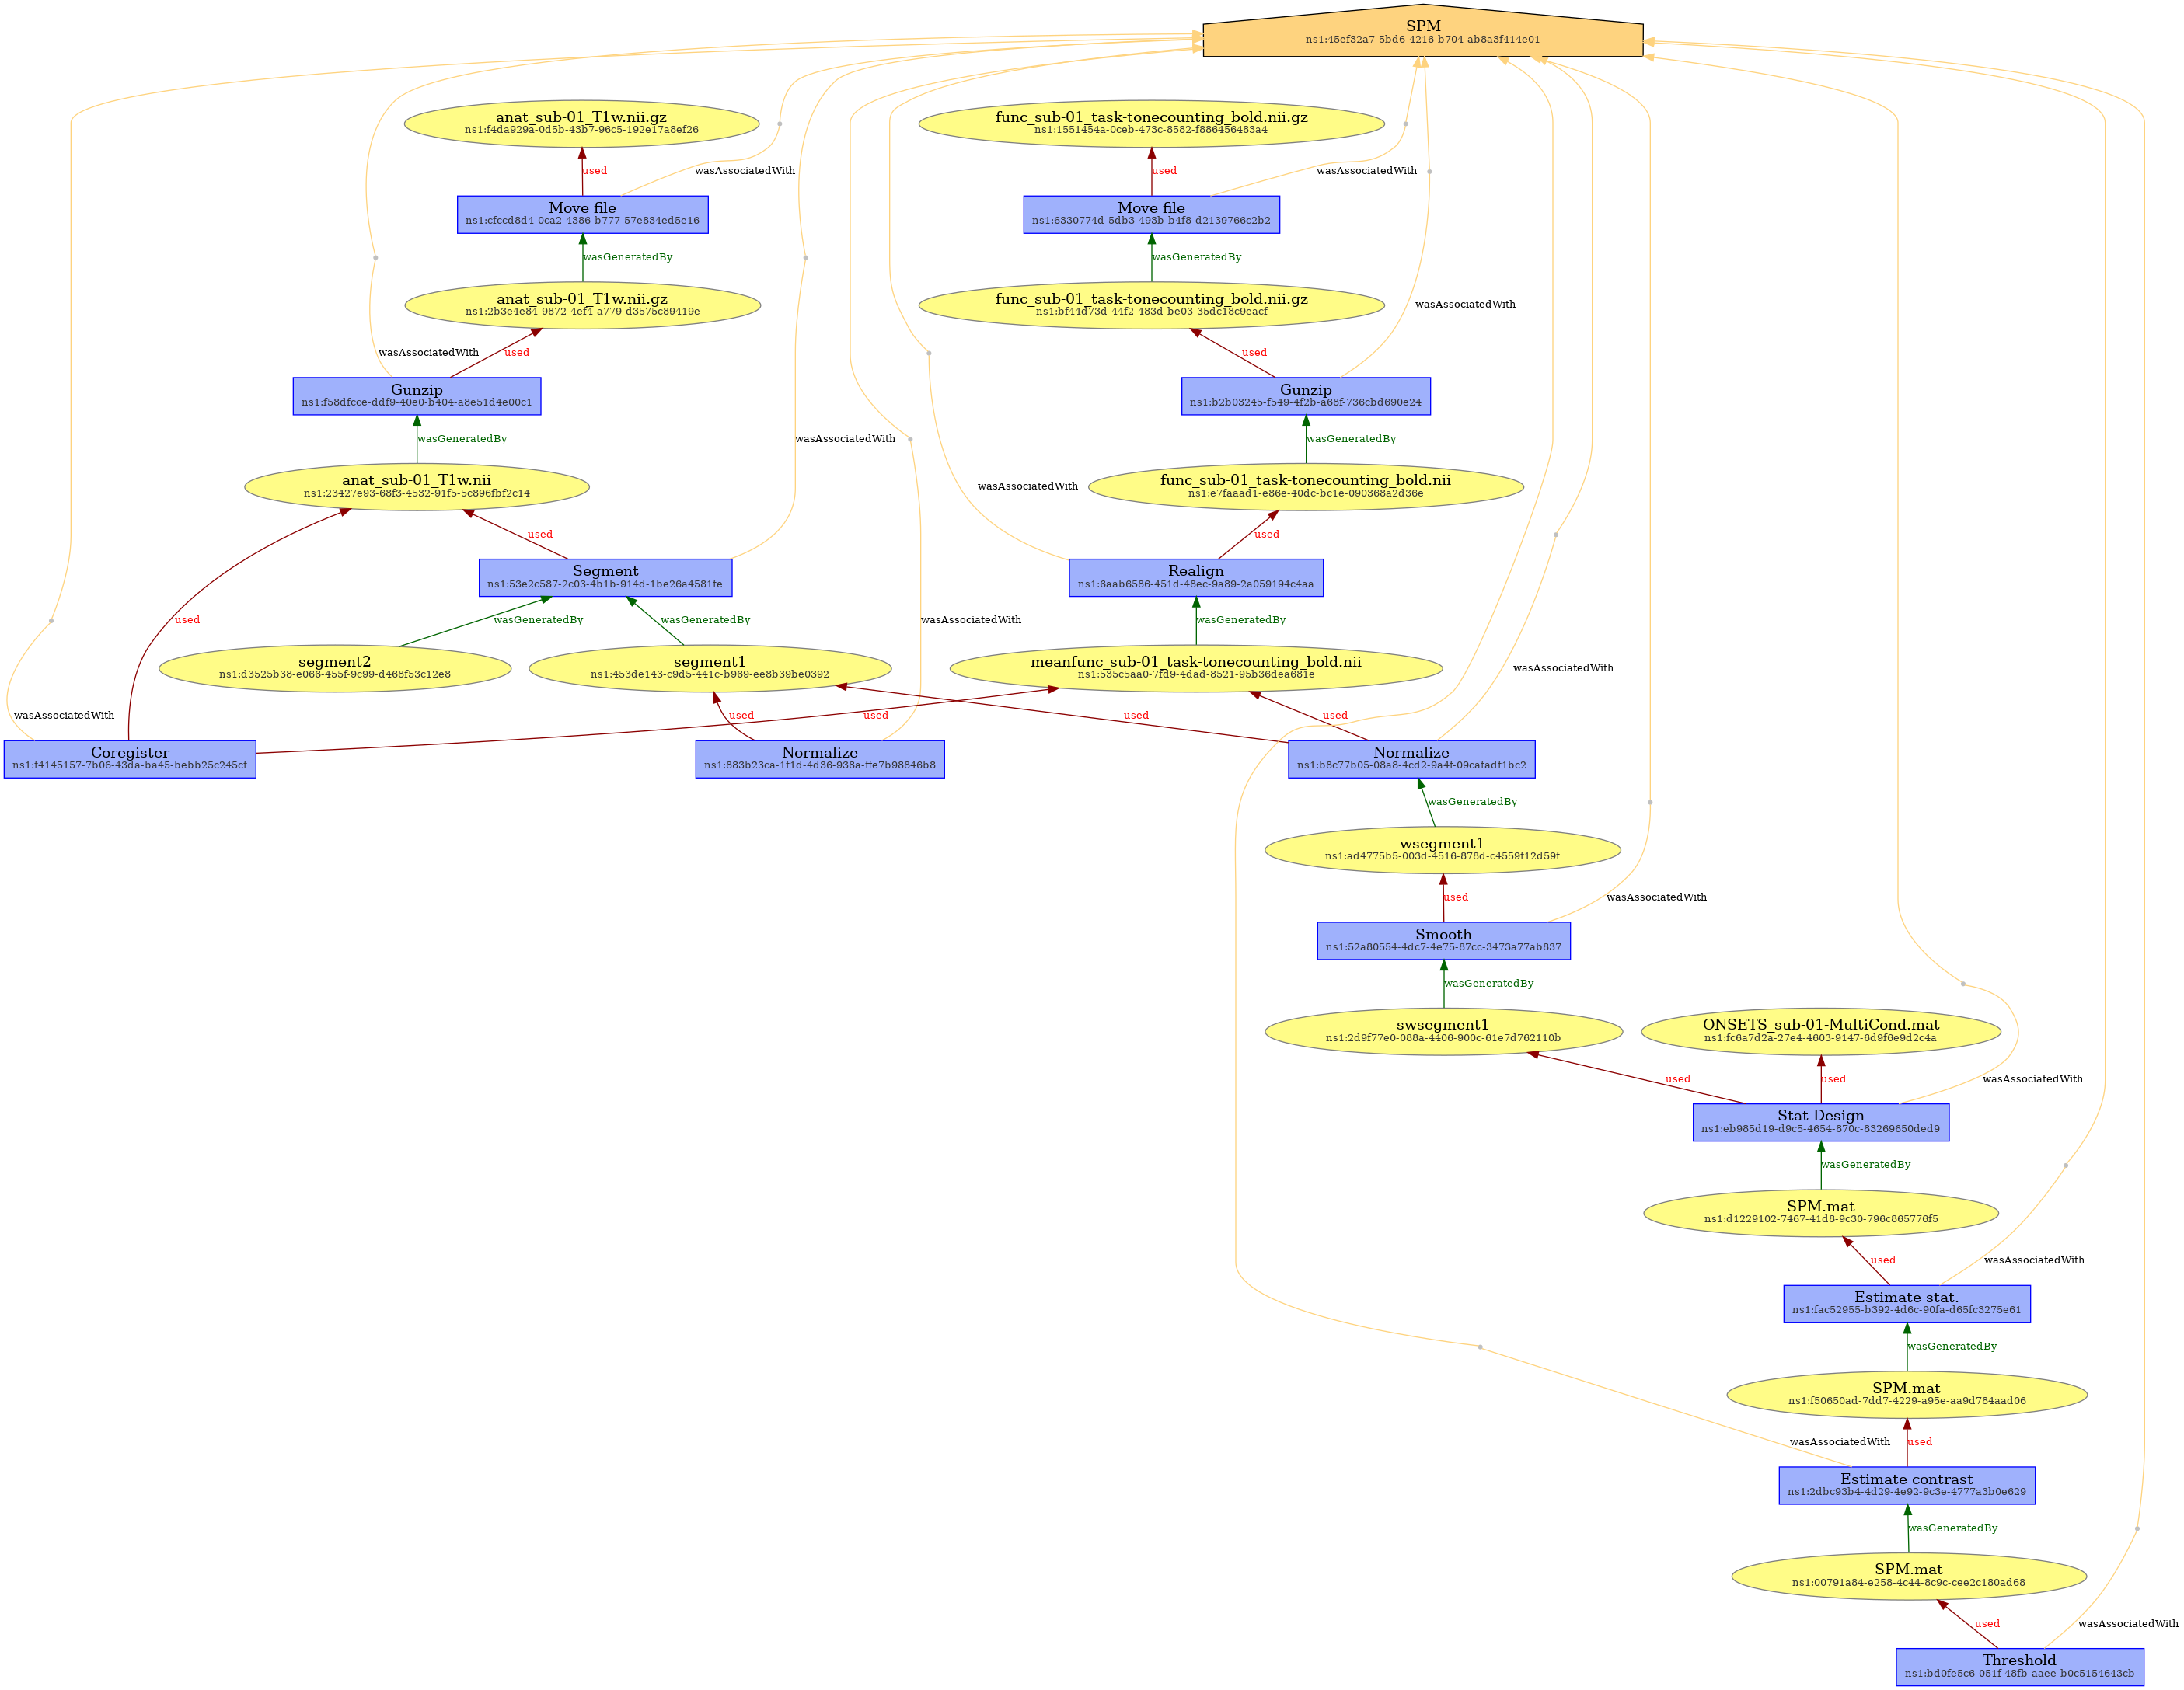 SPM
ns1:45ef32a7-5bd6-4216-b704-ab8a3f414e01
anat_sub-01_T1w.nii.gz
ns1:f4da929a-0d5b-43b7-96c5-192e17a8ef26
func_sub-01_task-tonecounting_bold.nii.gz
ns1:1551454a-0ceb-473c-8582-f886456483a4
used
wasAssociatedWith
used
wasAssociatedWith
Move file
ns1:cfccd8d4-0ca2-4386-b777-57e834ed5e16
Move file
ns1:6330774d-5db3-493b-b4f8-d2139766c2b2
wasGeneratedBy
wasGeneratedBy
anat_sub-01_T1w.nii.gz
ns1:2b3e4e84-9872-4ef4-a779-d3575c89419e
func_sub-01_task-tonecounting_bold.nii.gz
ns1:bf44d73d-44f2-483d-be03-35dc18c9eacf
wasAssociatedWith
used
used
wasAssociatedWith
Gunzip
ns1:f58dfcce-ddf9-40e0-b404-a8e51d4e00c1
Gunzip
ns1:b2b03245-f549-4f2b-a68f-736cbd690e24
wasGeneratedBy
wasAssociatedWith
wasGeneratedBy
anat_sub-01_T1w.nii
ns1:23427e93-68f3-4532-91f5-5c896fbf2c14
wasAssociatedWith
func_sub-01_task-tonecounting_bold.nii
ns1:e7faaad1-e86e-40dc-bc1e-090368a2d36e
used
used
Segment
ns1:53e2c587-2c03-4b1b-914d-1be26a4581fe
Realign
ns1:6aab6586-451d-48ec-9a89-2a059194c4aa
used
wasGeneratedBy
wasGeneratedBy
wasAssociatedWith
wasGeneratedBy
segment2
ns1:d3525b38-e066-455f-9c99-d468f53c12e8
segment1
ns1:453de143-c9d5-441c-b969-ee8b39be0392
meanfunc_sub-01_task-tonecounting_bold.nii
ns1:535c5aa0-7fd9-4dad-8521-95b36dea681e
wasAssociatedWith
wasAssociatedWith
used
used
used
used
Coregister
ns1:f4145157-7b06-43da-ba45-bebb25c245cf
Normalize
ns1:883b23ca-1f1d-4d36-938a-ffe7b98846b8
Normalize
ns1:b8c77b05-08a8-4cd2-9a4f-09cafadf1bc2
wasGeneratedBy
wsegment1
ns1:ad4775b5-003d-4516-878d-c4559f12d59f
used
wasAssociatedWith
Smooth
ns1:52a80554-4dc7-4e75-87cc-3473a77ab837
wasGeneratedBy
swsegment1
ns1:2d9f77e0-088a-4406-900c-61e7d762110b
ONSETS_sub-01-MultiCond.mat
ns1:fc6a7d2a-27e4-4603-9147-6d9f6e9d2c4a
used
used
wasAssociatedWith
Stat Design
ns1:eb985d19-d9c5-4654-870c-83269650ded9
wasGeneratedBy
SPM.mat
ns1:d1229102-7467-41d8-9c30-796c865776f5
used
wasAssociatedWith
Estimate stat.
ns1:fac52955-b392-4d6c-90fa-d65fc3275e61
wasGeneratedBy
SPM.mat
ns1:f50650ad-7dd7-4229-a95e-aa9d784aad06
wasAssociatedWith
used
Estimate contrast
ns1:2dbc93b4-4d29-4e92-9c3e-4777a3b0e629
wasGeneratedBy
SPM.mat
ns1:00791a84-e258-4c44-8c9c-cee2c180ad68
used
wasAssociatedWith
Threshold
ns1:bd0fe5c6-051f-48fb-aaee-b0c5154643cb